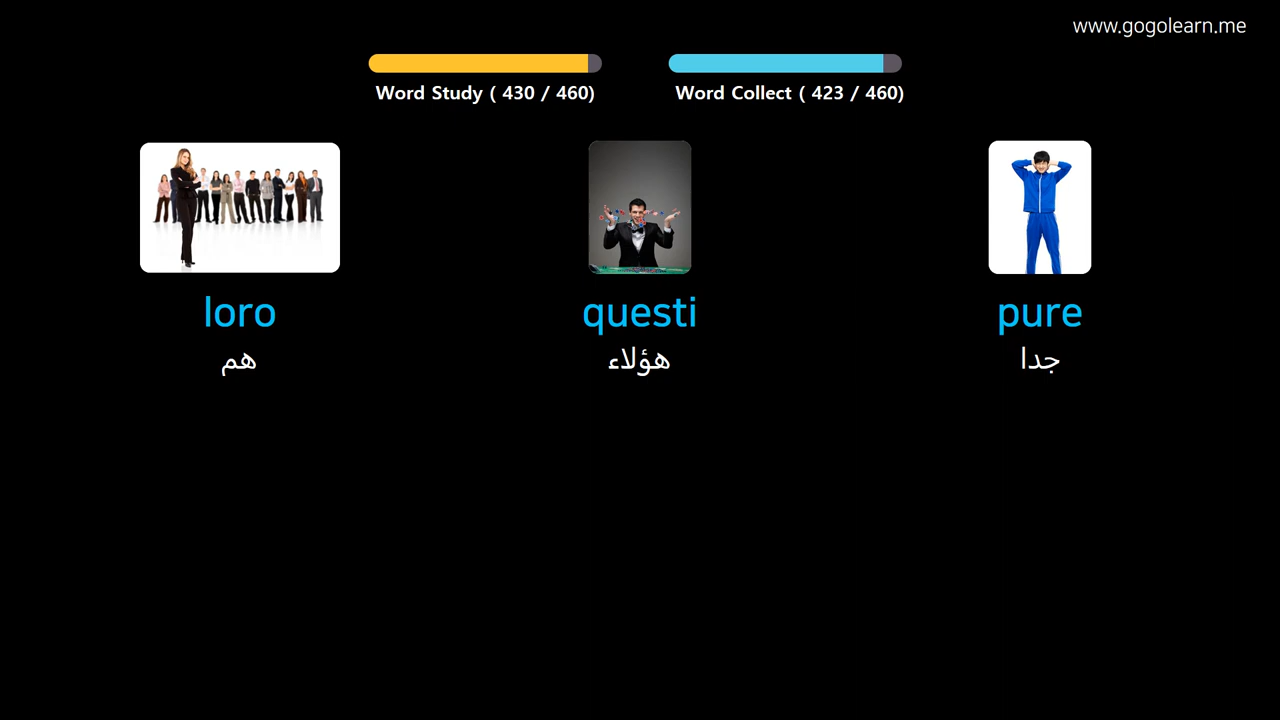 www.gogolearn.me
Word Study ( 430 / 460)
Word Collect ( 423 / 460)
loro
questi
pure
هم
هؤلاء
جدا